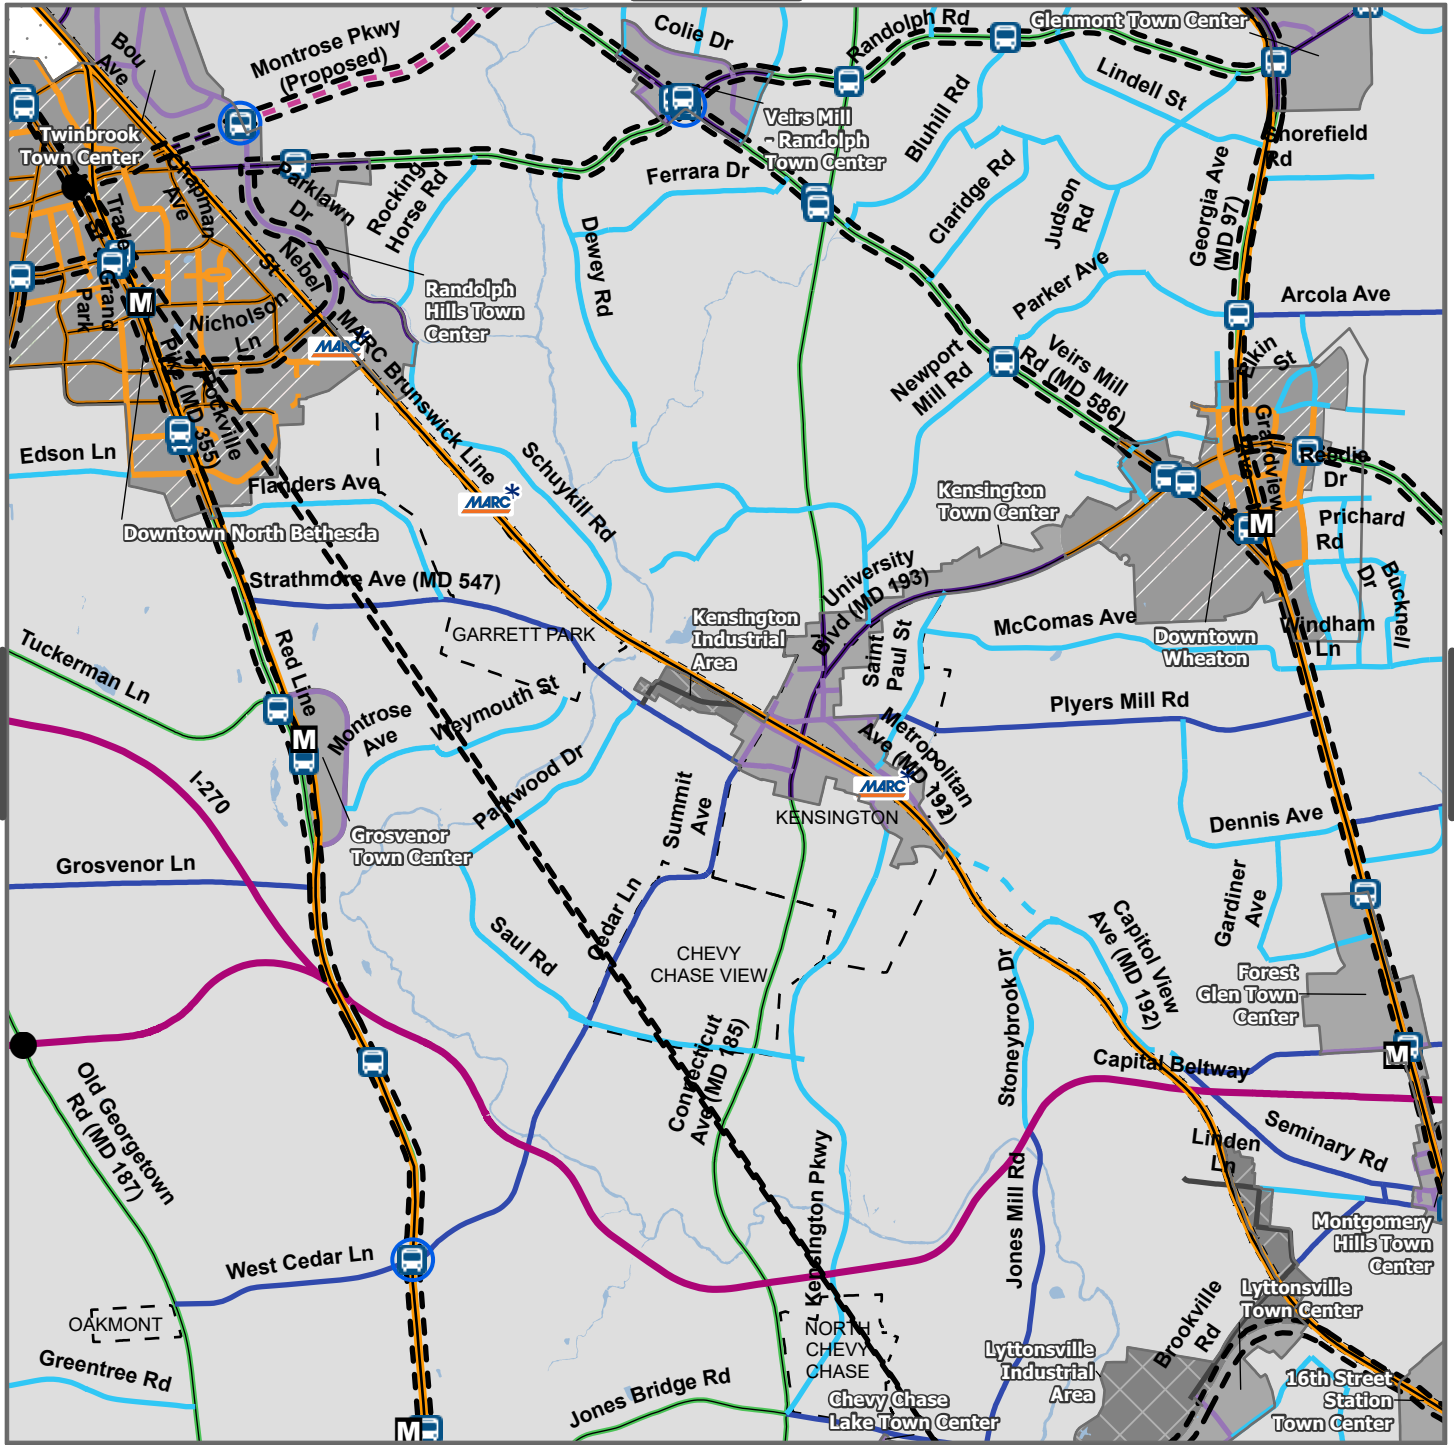 Bou
Ave
Montrose Pkwy
(Proposed)
Colie Dr
Randolph Rd
Glenmont Town Center
Lindell St
Twinbrook
Town Center
Veirs Mill
- Randolph
Town Center
Bluhill Rd
Shorefield
Rd
Chapman
Ave
Parklawn
Dr
Rocking
Horse Rd
Ferrara Dr
Claridge Rd
Judson
Rd
Georgia Ave
(MD 97)
Trade
St
Nebel
Dewey Rd
Parker Ave
Arcola Ave
Grand
Park
M
Nicholson
Ln
Randolph
Hills Town
Center
MARC
MARC Brunswick Line
Pike (MD 355)
Rockville
Newport
Mill Rd
Veirs Mill
Rd (MD 586)
Elkin
St
Grandview
Reedie
Dr
Edson Ln
Flanders Ave
MARC*
Schuylkill Rd
Kensington
Town Center
M
Prichard
Rd
Downtown North Bethesda
Strathmore Ave (MD 547)
University
Blvd (MD 193)
Dr
Bucknell
GARRETT PARK
Kensington
Industrial
Area
Saint
Paul St
McComas Ave
Downtown
Wheaton
Windham
Ln
Tuckerman Ln
Red Line
M
Montrose
Ave
Weymouth St
Plyers Mill Rd
I-270
Parkwood Dr
Summit
Ave
Metropolitan
Ave (MD 192)
MARC*
KENSINGTON
Dennis Ave
Grosvenor
Town Center
Grosvenor Ln
Cedar Ln
Saul Rd
CHEVY
CHASE VIEW
Gardiner
Ave
Capitol View
Ave (MD 192)
Stoneybrook Dr
Forest
Glen Town
Center
M
Connecticut
Ave (MD 185)
Capital Beltway
Old Georgetown
Rd (MD 187)
Seminary Rd
Linden
Ln
Kensington Pkwy
Jones Mill Rd
Montgomery
Hills Town
Center
West Cedar Ln
Lyttonsville
Town Center
OAKMONT
NORTH
CHEVY
CHASE
Brookville
Rd
Lyttonsville
Industrial
Area
Greentree Rd
16th Street
Station
Town Center
Jones Bridge Rd
Chevy Chase
Lake Town Center
M